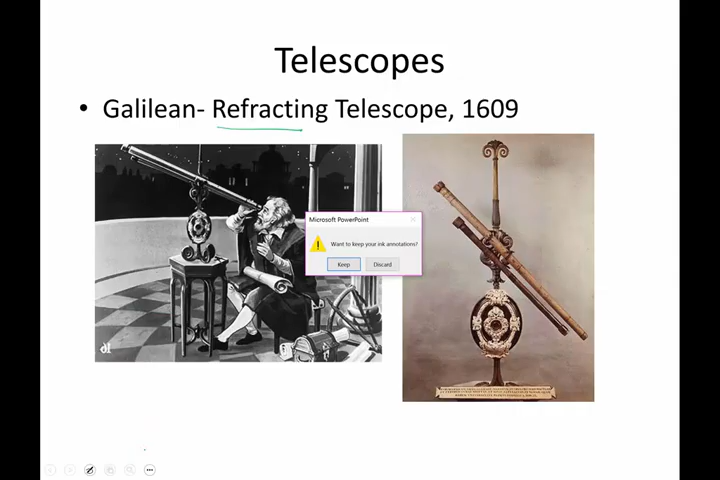 Telescopes
• Galilean- Refracting Telescope, 1609
Microsoft PowerPoint
Want to keep your ink annotations?
Keep
Discard